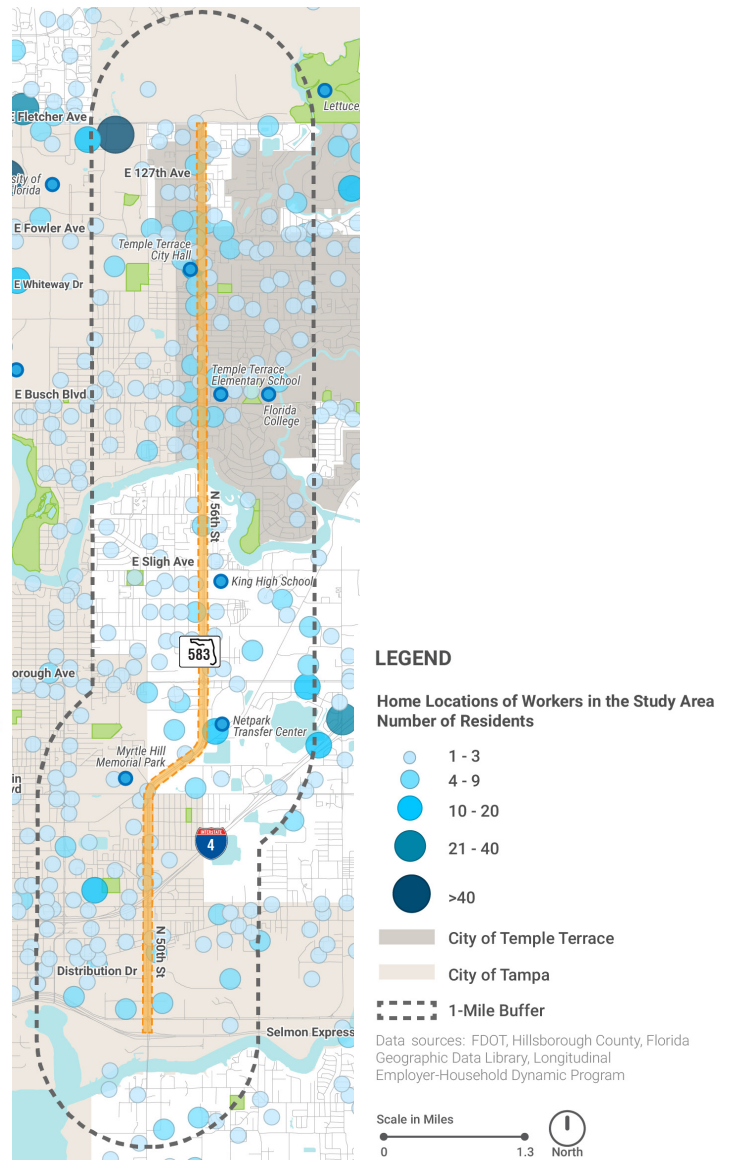 Lettuce
E Fletcher Ave
E 127th Ave
sity of
lorida
E Fowler Ave
Temple Terrace
City Hall
E Whiteway Dr
Temple Terrace
Elementary School
E Busch Blvd
Florida
College
N 56th St
E Sligh Ave
King High School
583
orough Ave
Netpark
Transfer Center
Myrtle Hill
Memorial Park
in
vd
INTERSTATE
4
N 50th St
Distribution Dr
Selmon Express
LEGEND
Home Locations of Workers in the Study Area
Number of Residents
1 - 3
4 - 9
10 - 20
21 - 40
>40
City of Temple Terrace
City of Tampa
1-Mile Buffer
Data sources: FDOT, Hillsborough County, Florida
Geographic Data Library, Longitudinal
Employer-Household Dynamic Program
Scale in Miles
0 1.3
North